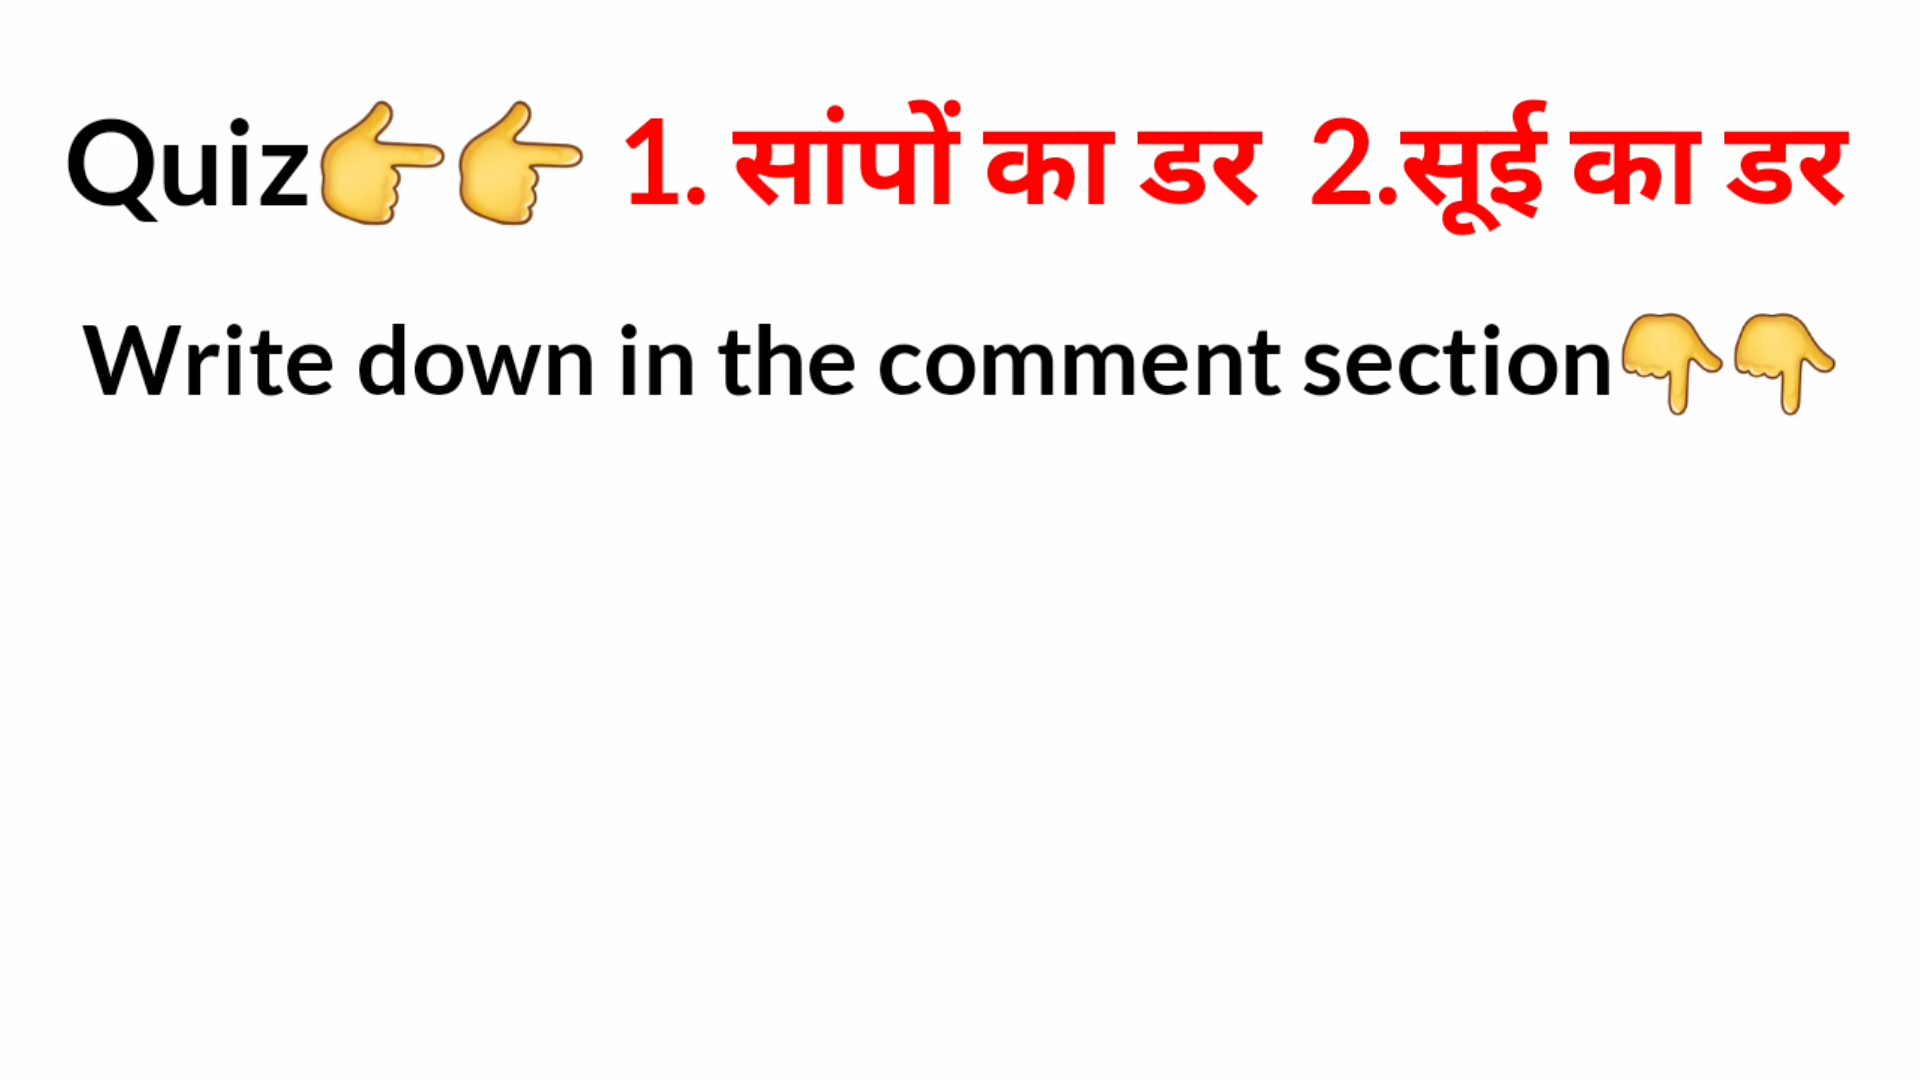 Quiz👉👉 1. सांपों का डर 2.सूई का डर
Write down in the comment section👇👇